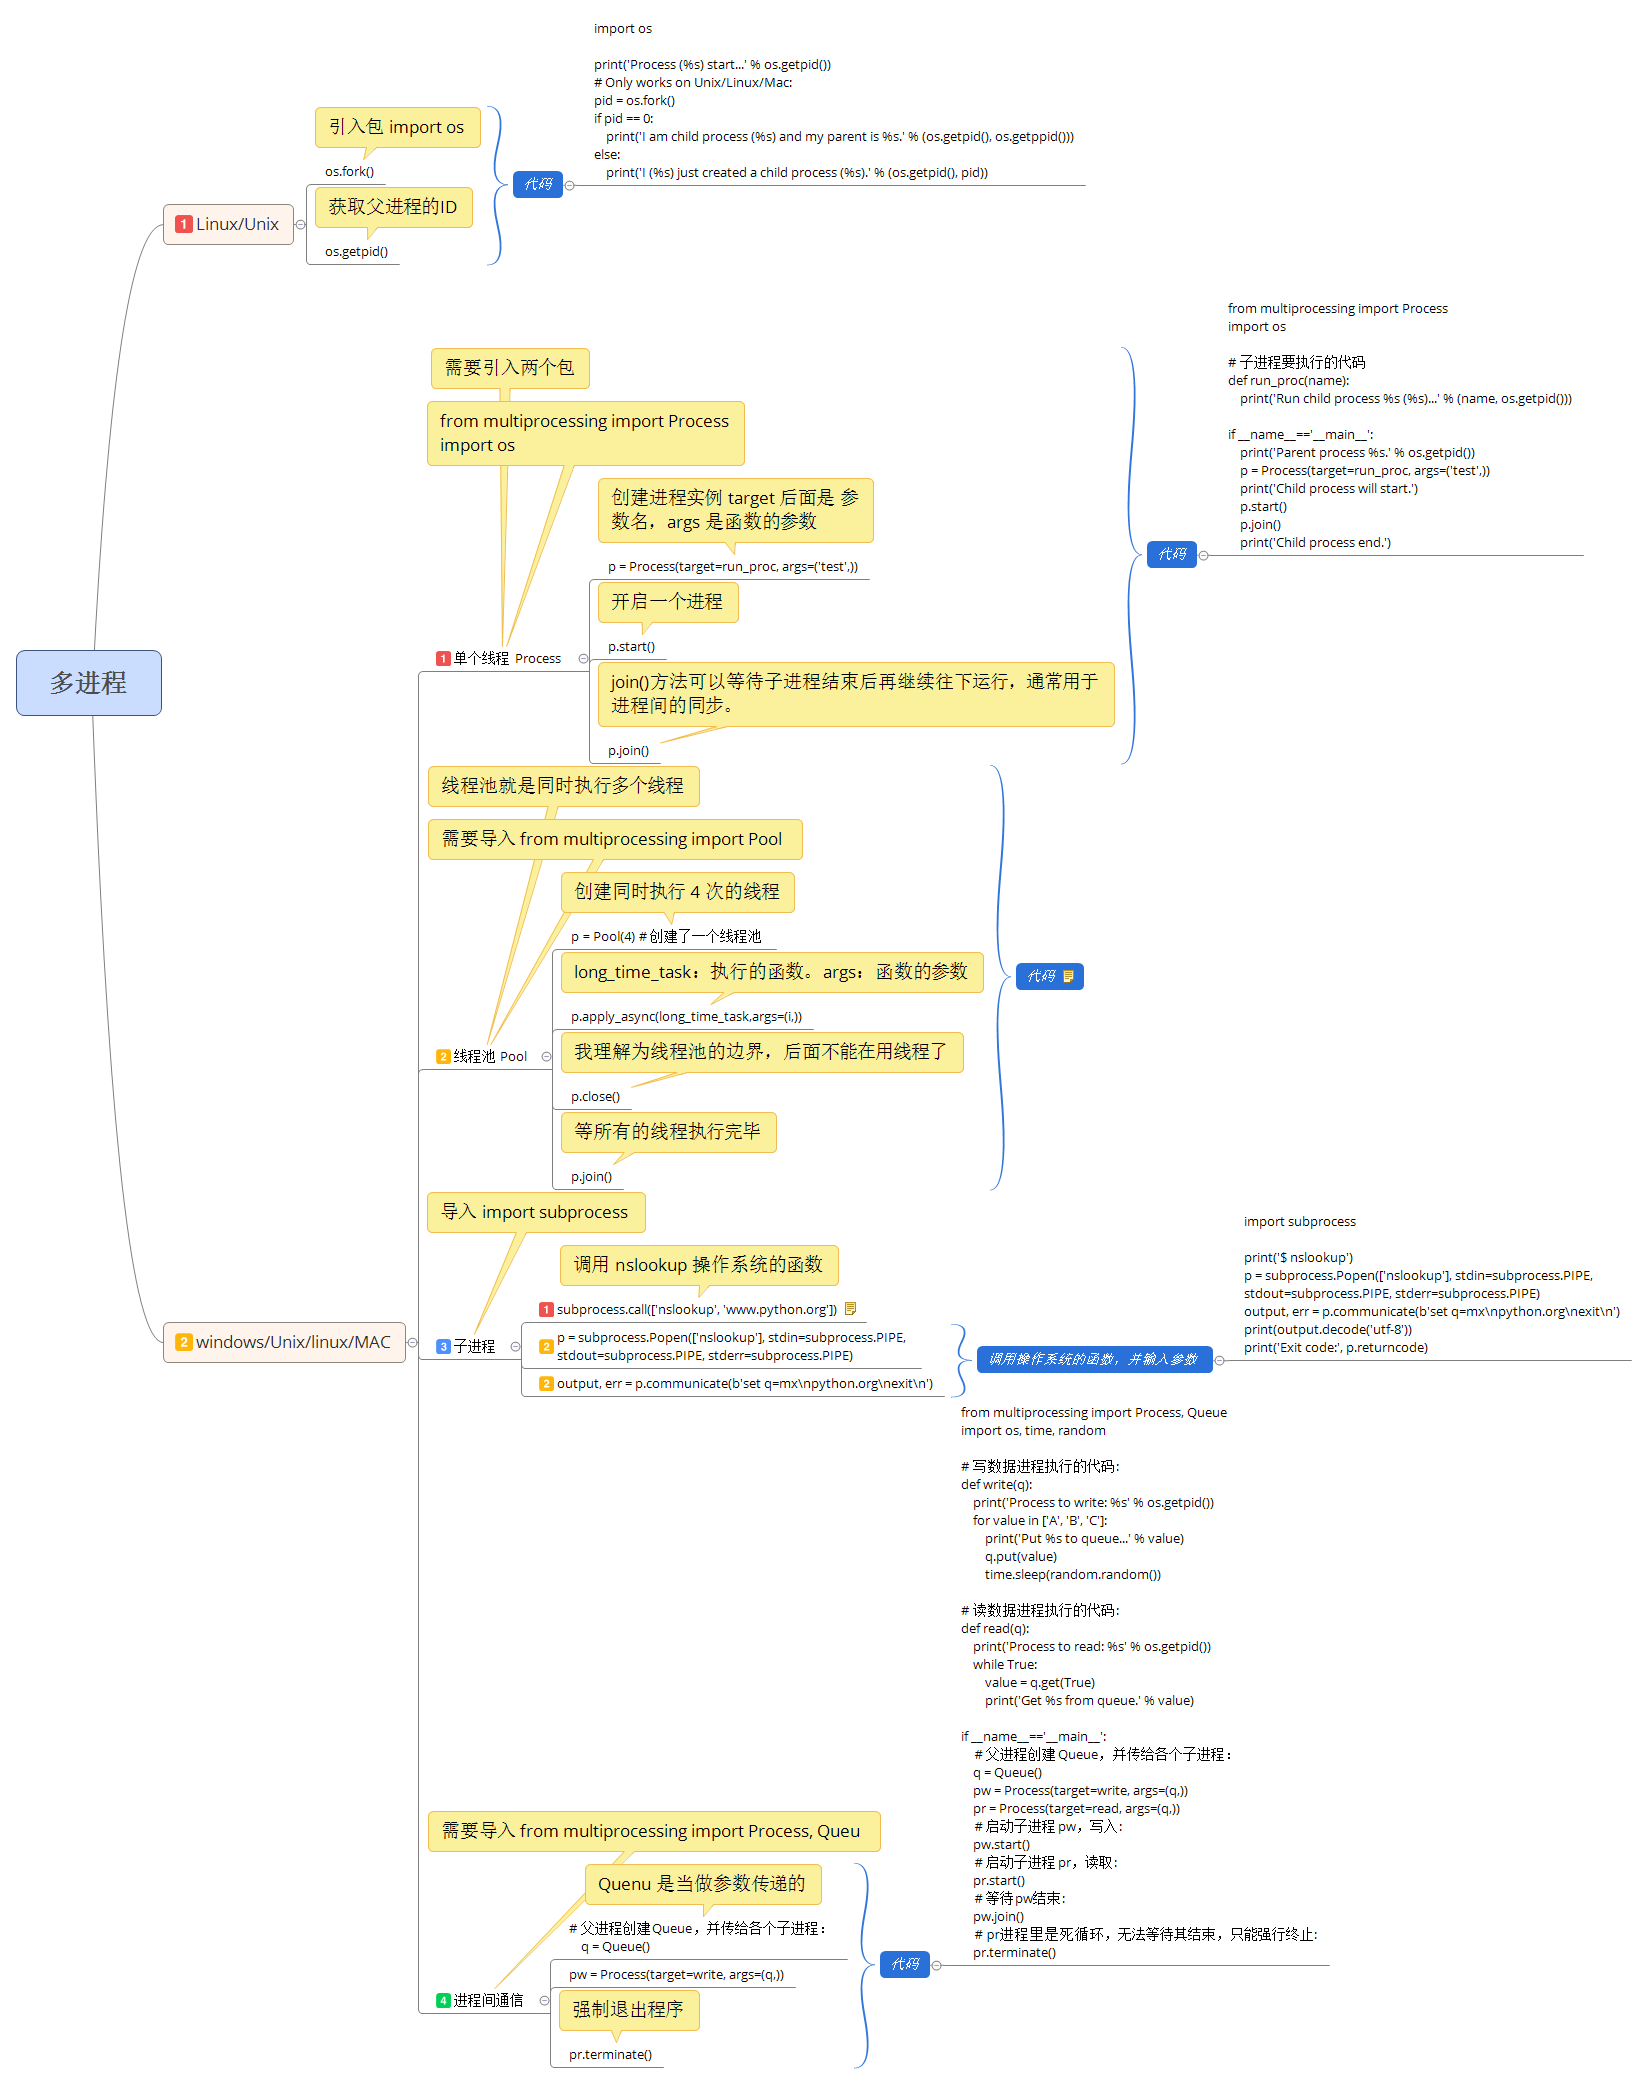 多进程
1 Linux/Unix
引入包 import os
os.fork()
获取父进程的ID
os.getpid()
代码
import os
print('Process (%s) start...' % os.getpid())
# Only works on Unix/Linux/Mac:
pid = os.fork()
if pid == 0:
    print('I am child process (%s) and my parent is %s.' % (os.getpid(), os.getppid()))
else:
    print('I (%s) just created a child process (%s).' % (os.getpid(), pid))
2 windows/Unix/linux/MAC
需要引入两个包
from multiprocessing import Process
import os
1 单个线程 Process
创建进程实例 target 后面是 参
数名，args 是函数的参数
p = Process(target=run_proc, args=('test',))
开启一个进程
p.start()
join()方法可以等待子进程结束后再继续往下运行，通常用于
进程间的同步。
p.join()
代码
from multiprocessing import Process
import os
# 子进程要执行的代码
def run_proc(name):
    print('Run child process %s (%s)...' % (name, os.getpid()))
if __name__=='__main__':
    print('Parent process %s.' % os.getpid())
    p = Process(target=run_proc, args=('test',))
    print('Child process will start.')
    p.start()
    p.join()
    print('Child process end.')
线程池就是同时执行多个线程
需要导入 from multiprocessing import Pool
2 线程池 Pool
创建同时执行 4 次的线程
p = Pool(4) # 创建了一个线程池
long_time_task：执行的函数。args：函数的参数
p.apply_async(long_time_task,args=(i,))
我理解为线程池的边界，后面不能在用线程了
p.close()
等所有的线程执行完毕
p.join()
代码
导入 import subprocess
3 子进程
调用 nslookup 操作系统的函数
1 subprocess.call(['nslookup', 'www.python.org'])
2 p = subprocess.Popen(['nslookup'], stdin=subprocess.PIPE,
stdout=subprocess.PIPE, stderr=subprocess.PIPE)
2 output, err = p.communicate(b'set q=mx\npython.org\nexit\n')
调用操作系统的函数，并输入参数
import subprocess
print('$ nslookup')
p = subprocess.Popen(['nslookup'], stdin=subprocess.PIPE,
stdout=subprocess.PIPE, stderr=subprocess.PIPE)
output, err = p.communicate(b'set q=mx\npython.org\nexit\n')
print(output.decode('utf-8'))
print('Exit code:', p.returncode)
需要导入 from multiprocessing import Process, Queu
4 进程间通信
Quenu 是当做参数传递的
# 父进程创建Queue，并传给各个子进程：
    q = Queue()
pw = Process(target=write, args=(q,))
强制退出程序
pr.terminate()
代码
from multiprocessing import Process, Queue
import os, time, random
# 写数据进程执行的代码:
def write(q):
    print('Process to write: %s' % os.getpid())
    for value in ['A', 'B', 'C']:
        print('Put %s to queue...' % value)
        q.put(value)
        time.sleep(random.random())
# 读数据进程执行的代码:
def read(q):
    print('Process to read: %s' % os.getpid())
    while True:
        value = q.get(True)
        print('Get %s from queue.' % value)
if __name__=='__main__':
    # 父进程创建Queue，并传给各个子进程：
    q = Queue()
    pw = Process(target=write, args=(q,))
    pr = Process(target=read, args=(q,))
    # 启动子进程pw，写入:
    pw.start()
    # 启动子进程pr，读取:
    pr.start()
    # 等待pw结束:
    pw.join()
    # pr进程里是死循环，无法等待其结束，只能强行终止:
    pr.terminate()